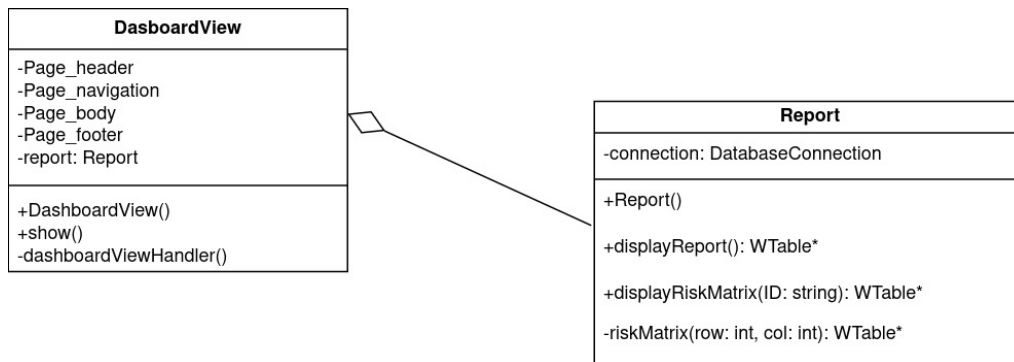 DasboardView
-Page_header
-Page_navigation
-Page_body
-Page_footer
-report: Report
+DashboardView()
+show()
-dashboardViewHandler()
Report
-connection: DatabaseConnection
+Report()
+displayReport(): WTable*
+displayRiskMatrix(ID: string): WTable*
-riskMatrix(row: int, col: int): WTable*